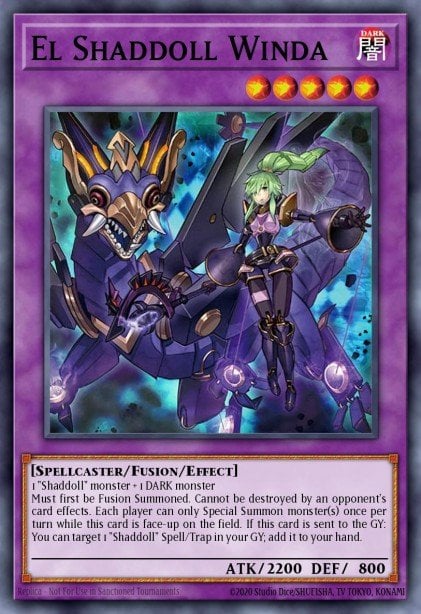 El Shaddoll Winda
DARK
闇
[Spellcaster/Fusion/Effect]
1 "Shaddoll" monster + 1 DARK monster
Must first be Fusion Summoned. Cannot be destroyed by an opponent's
card effects. Each player can only Special Summon monster(s) once per
turn while this card is face-up on the field. If this card is sent to the GY:
You can target 1 "Shaddoll" Spell/Trap in your GY; add it to your hand.
ATK/2200 DEF/ 800
Replica - Not For Use in Sanctioned Tournaments
©2020 Studio Dice/SHUEISHA, TV TOKYO, KONAMI